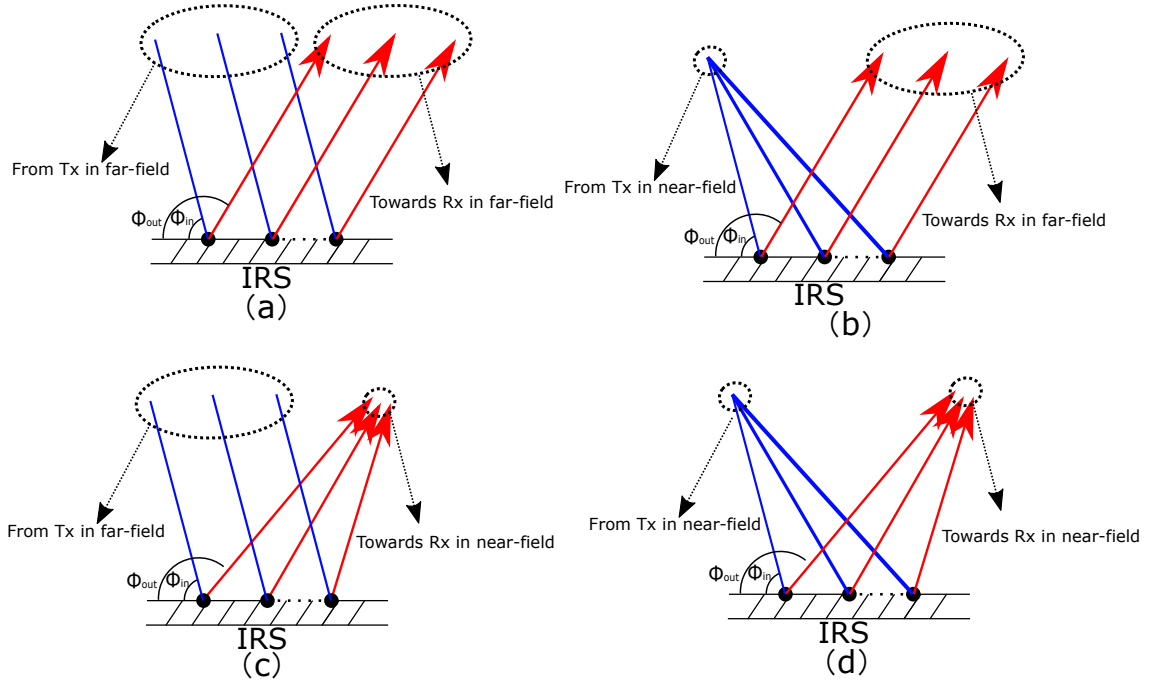 From Tx in far-field
Towards Rx in far-field
Φout Φin
IRS
(a)
From Tx in near-field
Towards Rx in far-field
Φout Φin
IRS
(b)
From Tx in far-field
Towards Rx in near-field
Φout Φin
IRS
(c)
From Tx in near-field
Towards Rx in near-field
Φout Φin
IRS
(d)